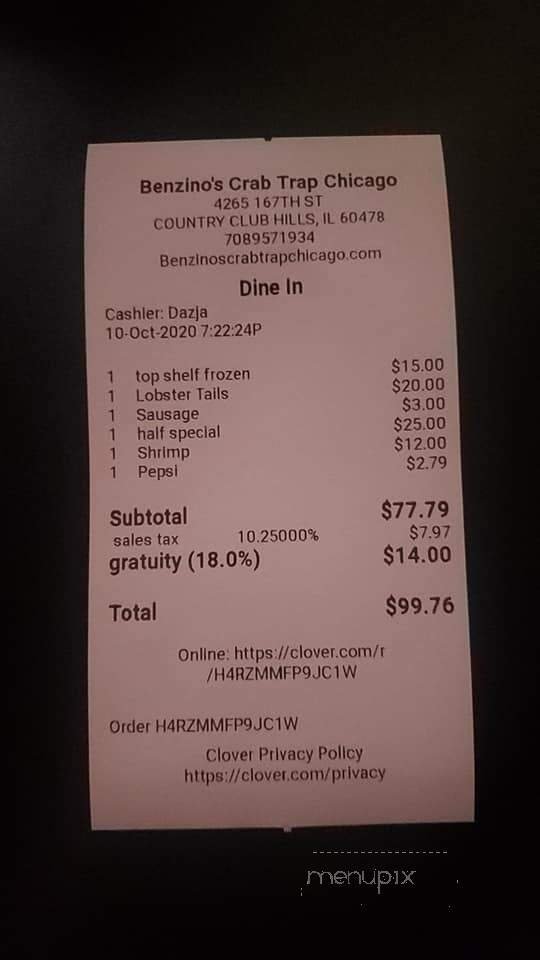 Benzino's Crab Trap Chicago
4265 167TH ST
COUNTRY CLUB HILLS, IL 60478
7089571934
Benzinoscrabtrapchicago.com
Dine In
Cashier: Dazja
10-Oct-2020 7:22:24P
1 top shelf frozen $15.00
1 Lobster Tails $20.00
1 Sausage $3.00
1 half special $25.00
1 Shrimp $12.00
1 Pepsi $2.79
Subtotal $77.79
sales tax 10.25000% $7.97
gratuity (18.0%) $14.00
Total $99.76
Online: https://clover.com/r
/H4RZMMFP9JC1W
Order H4RZMMFP9JC1W
Clover Privacy Policy
https://clover.com/privacy
menupix